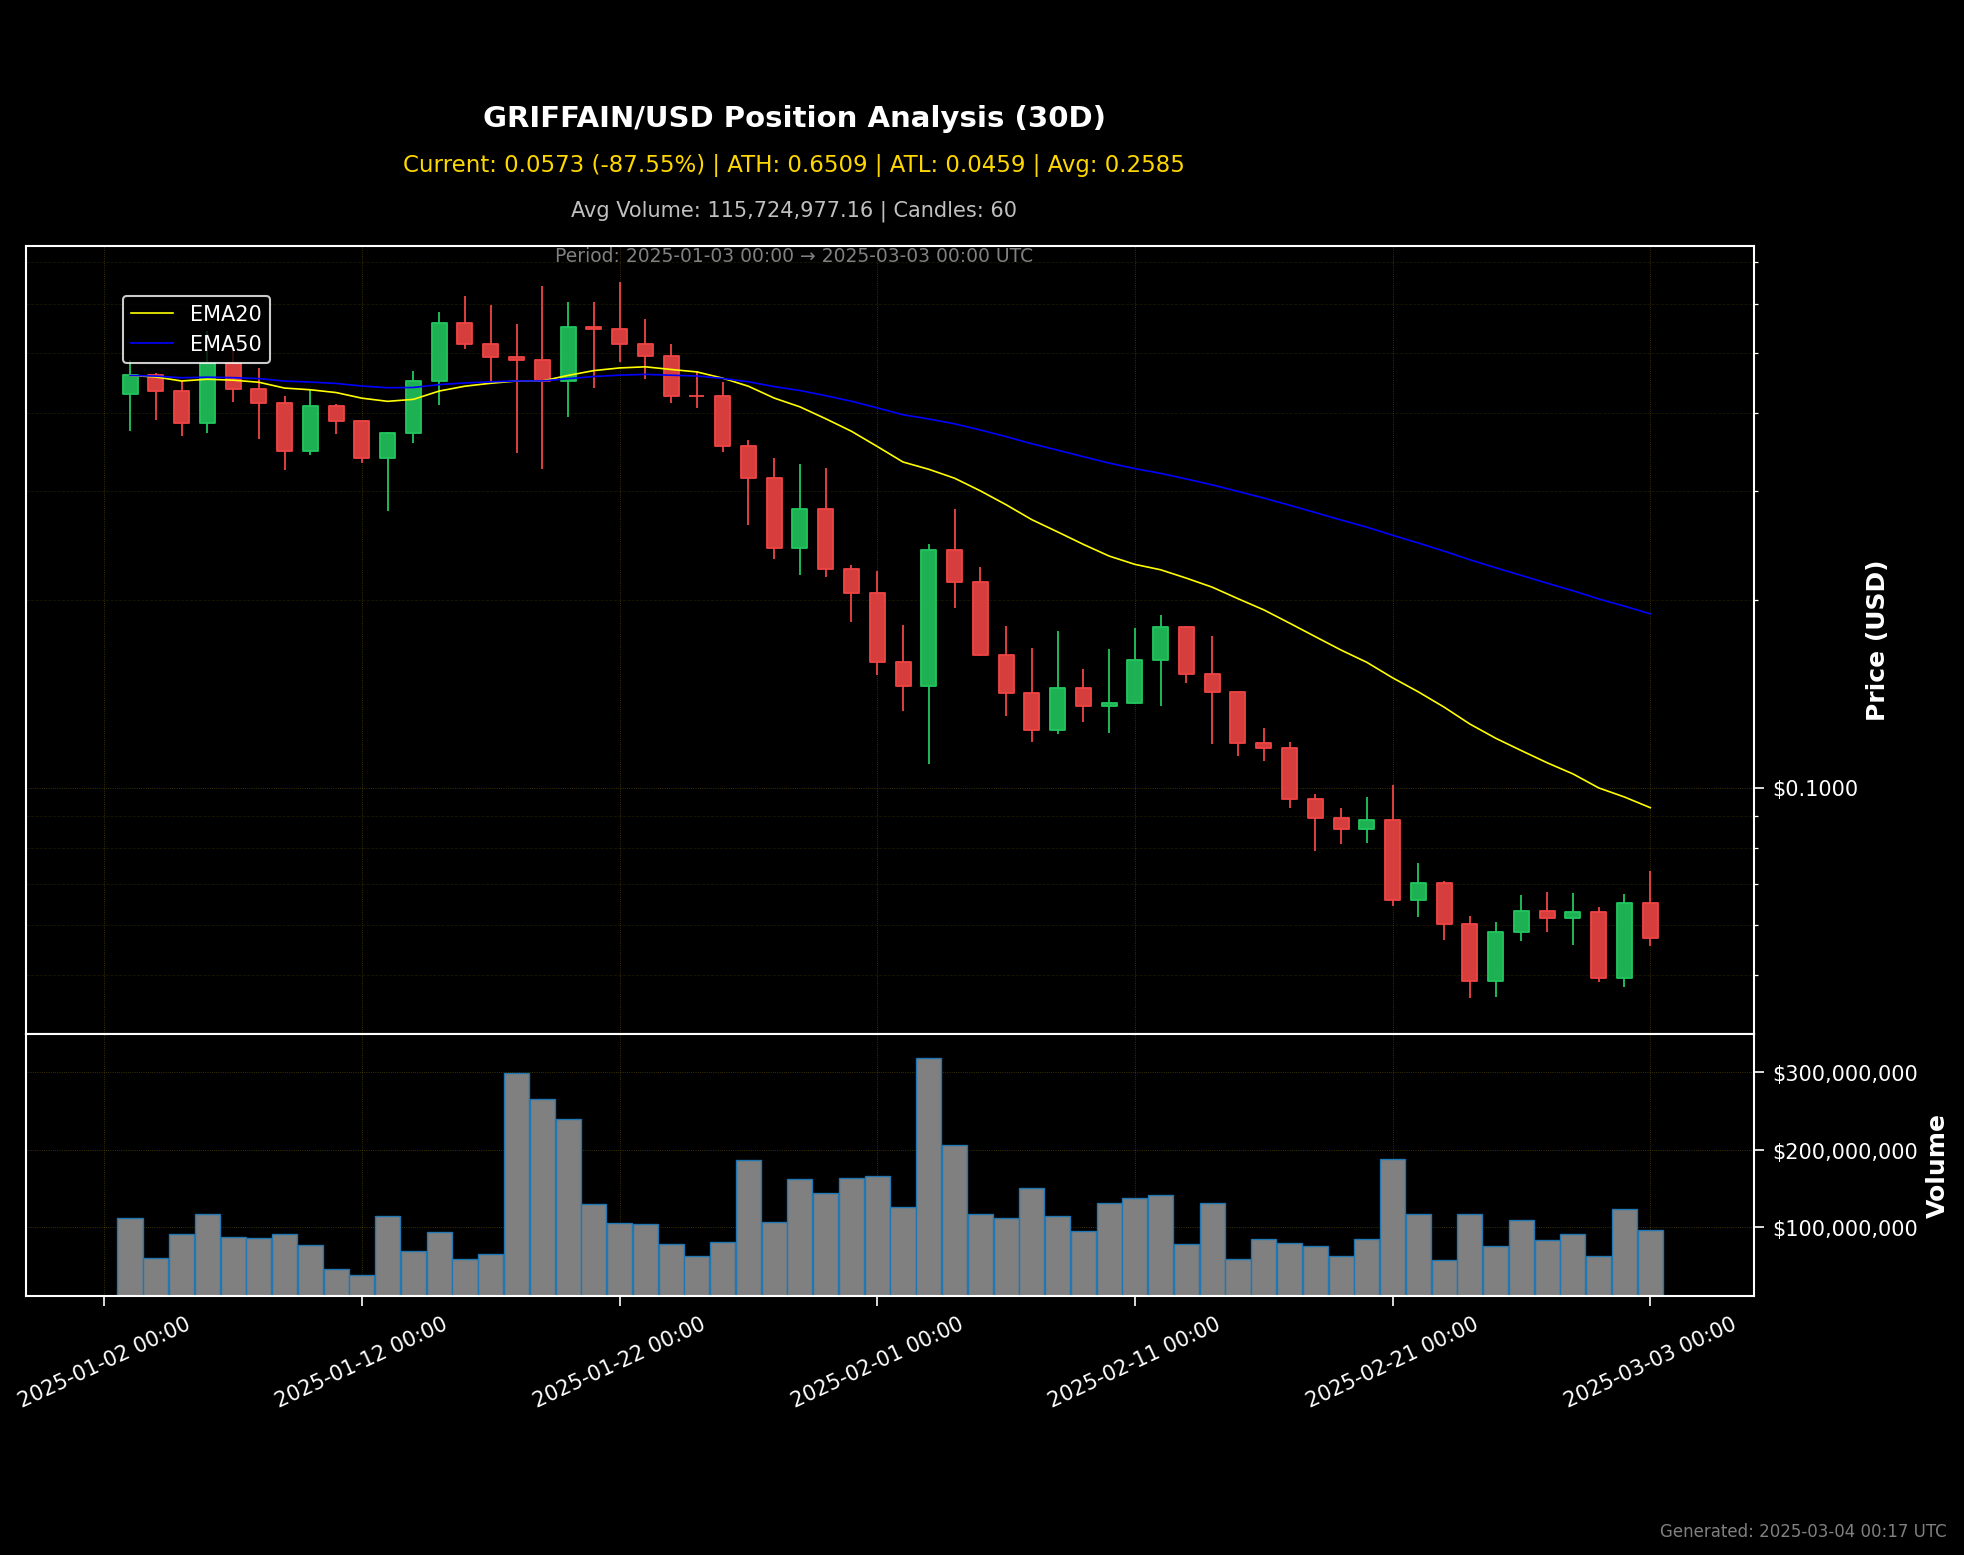 GRIFFAIN/USD Position Analysis (30D)
Current: 0.0573 (-87.55%) | ATH: 0.6509 | ATL: 0.0459 | Avg: 0.2585
Avg Volume: 115,724,977.16 | Candles: 60
Period: 2025-01-03 00:00 → 2025-03-03 00:00 UTC
EMA20
EMA50
Price (USD)
$0.1000
$300,000,000
$200,000,000
$100,000,000
Volume
2025-01-02 00:00
2025-01-12 00:00
2025-01-22 00:00
2025-02-01 00:00
2025-02-11 00:00
2025-02-21 00:00
2025-03-03 00:00
Generated: 2025-03-04 00:17 UTC